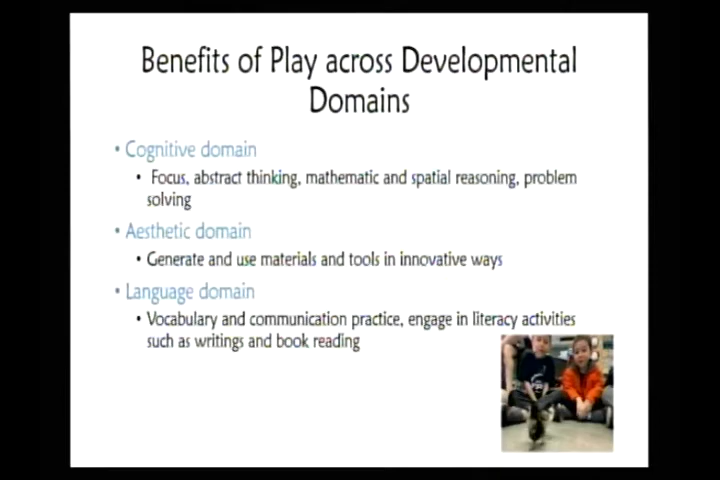 Benefits of Play across Developmental
Domains
• Cognitive domain
• Focus, abstract thinking, mathematic and spatial reasoning, problem
solving
• Aesthetic domain
• Generate and use materials and tools in innovative ways
• Language domain
• Vocabulary and communication practice, engage in literacy activities
such as writings and book reading